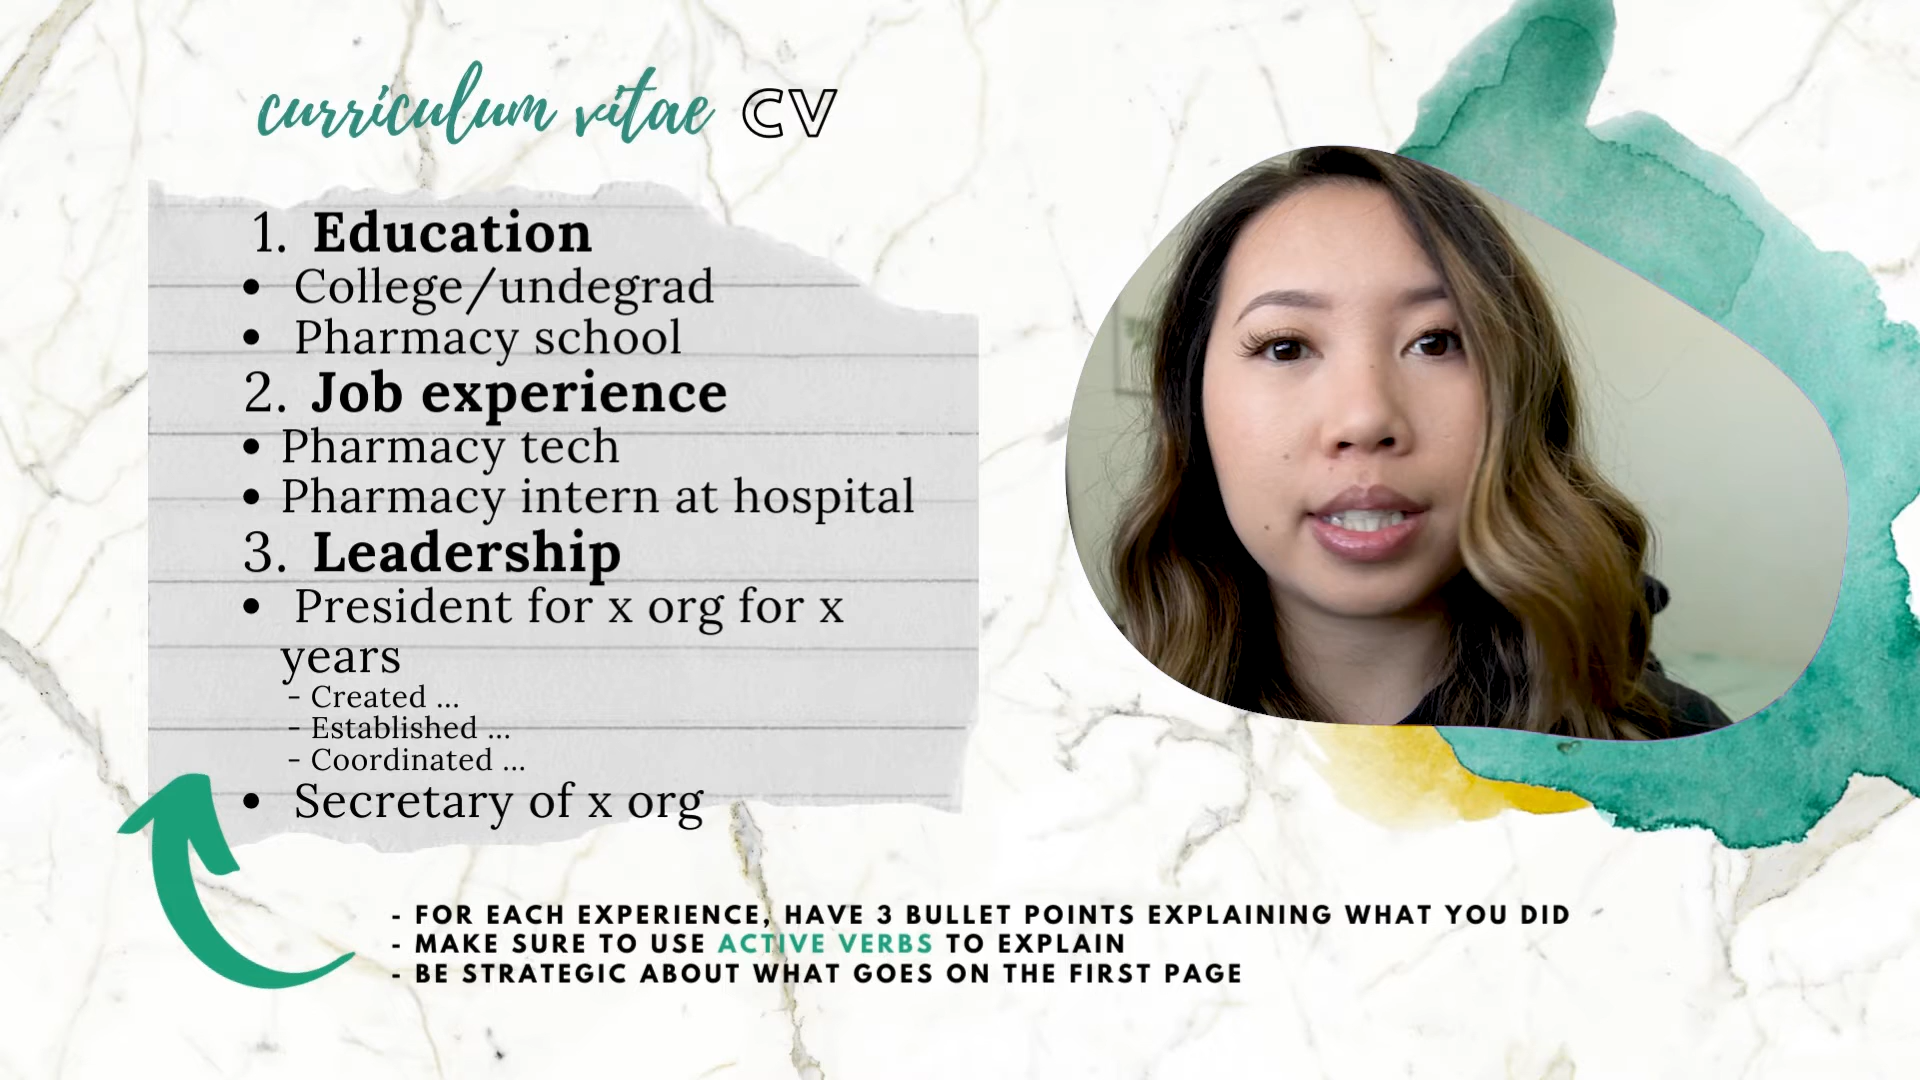 curriculum vitae CV
1. Education
• College/undegrad
• Pharmacy school
2. Job experience
• Pharmacy tech
• Pharmacy intern at hospital
3. Leadership
• President for x org for x
years
- Created ...
- Established ...
- Coordinated ...
• Secretary of x org
- FOR EACH EXPERIENCE, HAVE 3 BULLET POINTS EXPLAINING WHAT YOU DID
- MAKE SURE TO USE ACTIVE VERBS TO EXPLAIN
- BE STRATEGIC ABOUT WHAT GOES ON THE FIRST PAGE